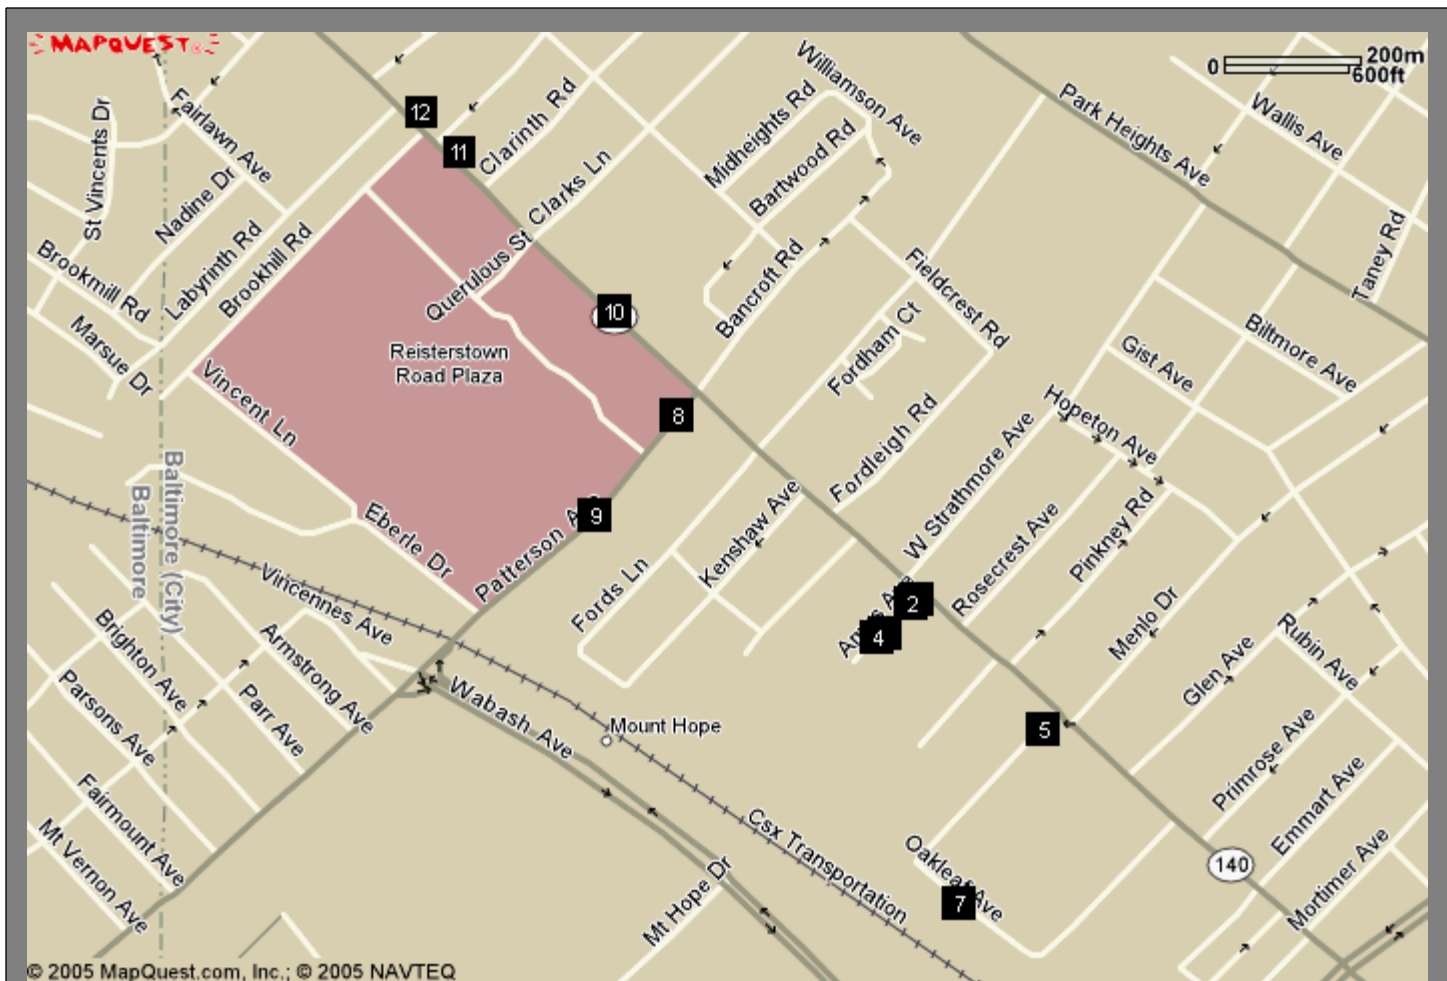 MAPQUEST
200m
0
600ft
Williamson Ave
Park Heights Ave
Wallis Ave
Fairlawn Ave
St Vincents Dr
12
11
Clarinth Rd
Midheights Rd
Bartwood Rd
Clarks Ln
Nadine Dr
Labyrinth Rd
Brookhill Rd
Querulous St
Bancroft Rd
Fieldcrest Rd
Taney Rd
Brookmill Rd
Marsue Dr
10
Fordham Ct
Biltmore Ave
Gist Ave
Reisterstown
Road Plaza
Vincent Ln
8
Hopeton Ave
Fordleigh Rd
W Strathmore Ave
Baltimore (City)
Baltimore
9
Patterson
Eberle Dr
Kenshaw Ave
Pinkney Rd
Rosecrest Ave
Fords Ln
Vincennes Ave
2
4
Menlo Dr
Brighton Ave
Armstrong Ave
Parsons Ave
Parr Ave
Rubin Ave
Glen Ave
Wabash Ave
Mount Hope
5
Primrose Ave
Fairmount Ave
Mt Vernon Ave
Csx Transportation
Emmart Ave
Oakleaf Ave
140
Mortimer Ave
7
Mt Hope Dr
© 2005 MapQuest.com, Inc.; © 2005 NAVTEQ